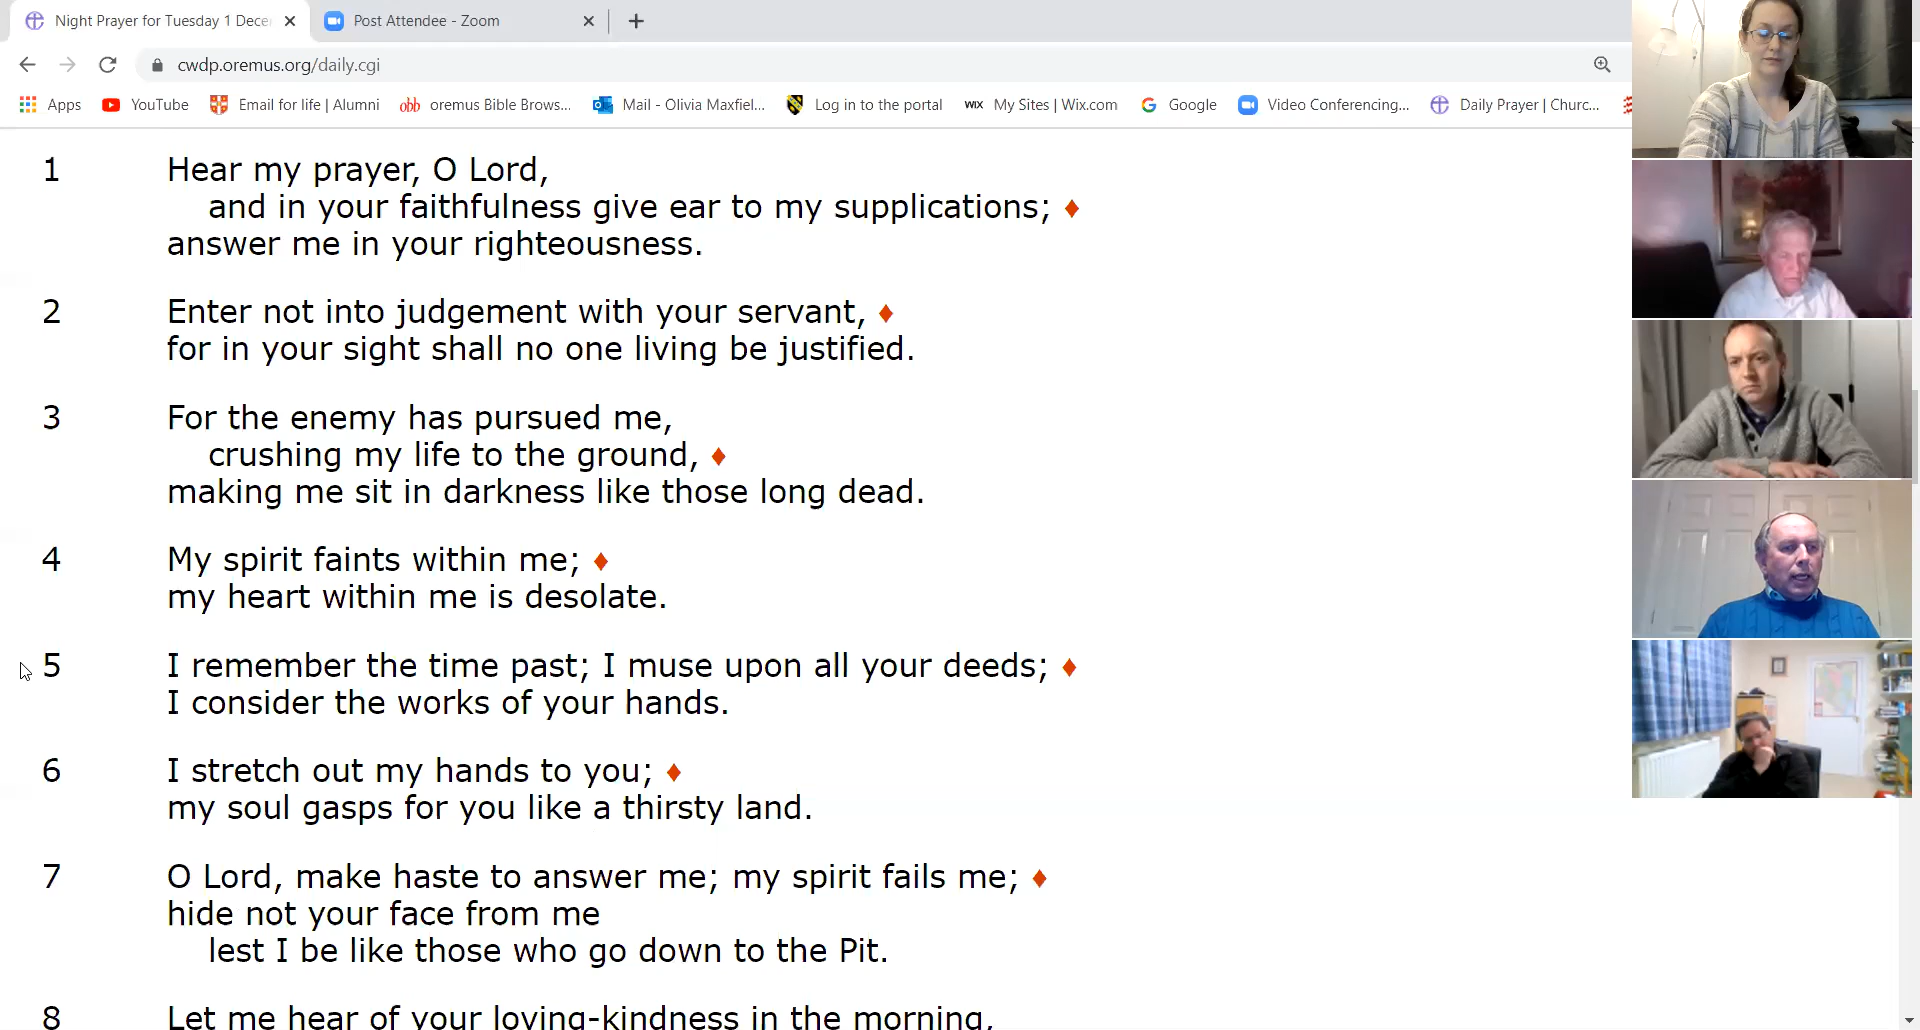 Night Prayer for Tuesday 1 Dece
Post Attendee - Zoom
cwdp.oremus.org/daily.cgi
Apps
YouTube
Email for life | Alumni
obb oremus Bible Brows...
Mail - Olivia Maxfiel...
Log in to the portal
WIX My Sites | Wix.com
Google
Video Conferencing...
Daily Prayer | Churc...
1 Hear my prayer, O Lord,
and in your faithfulness give ear to my supplications; ♦
answer me in your righteousness.
2 Enter not into judgement with your servant, ♦
for in your sight shall no one living be justified.
3 For the enemy has pursued me,
crushing my life to the ground, ♦
making me sit in darkness like those long dead.
4 My spirit faints within me; ♦
my heart within me is desolate.
5 I remember the time past; I muse upon all your deeds; ♦
I consider the works of your hands.
6 I stretch out my hands to you; ♦
my soul gasps for you like a thirsty land.
7 O Lord, make haste to answer me; my spirit fails me; ♦
hide not your face from me
lest I be like those who go down to the Pit.
8 Let me hear of your loving-kindness in the morning,